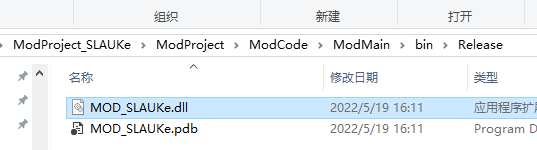 组织 新建 打开
ModProject_SLAUKe > ModProject > ModCode > ModMain > bin > Release
名称 修改日期 类型
MOD_SLAUKe.dll 2022/5/19 16:11 应用程序扩
MOD_SLAUKe.pdb 2022/5/19 16:11 Program D